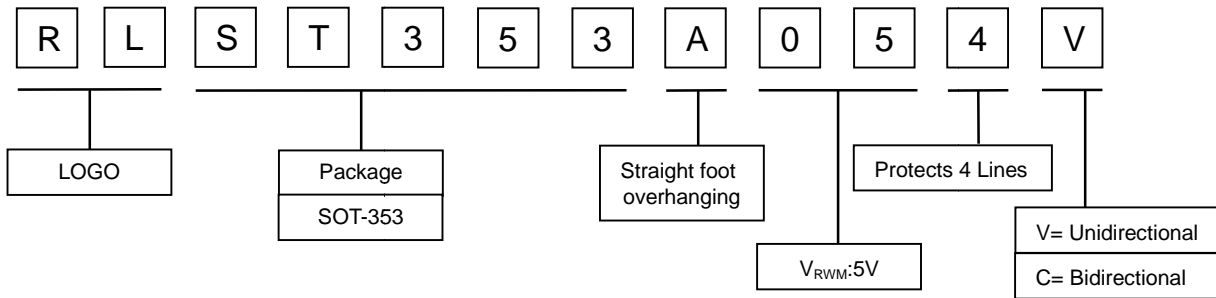 R L S T 3 5 3 A 0 5 4 V
LOGO
Package
SOT-353
Straight foot
overhanging
VRWM:5V
Protects 4 Lines
V= Unidirectional
C= Bidirectional